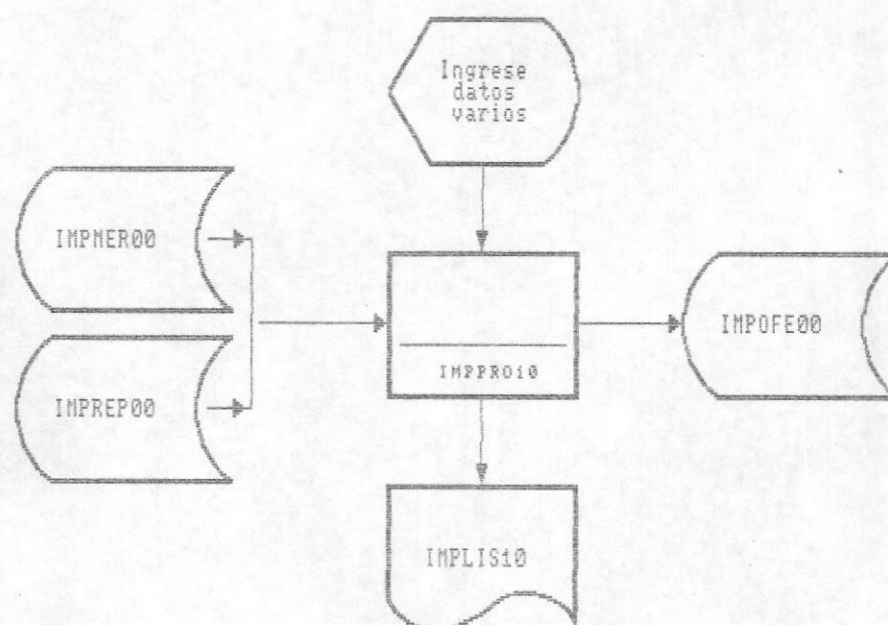 Ingrese
datos
varios
IMPMER00
IMPREP00
IMPPRO10
IMPOFE00
IMPLIS10